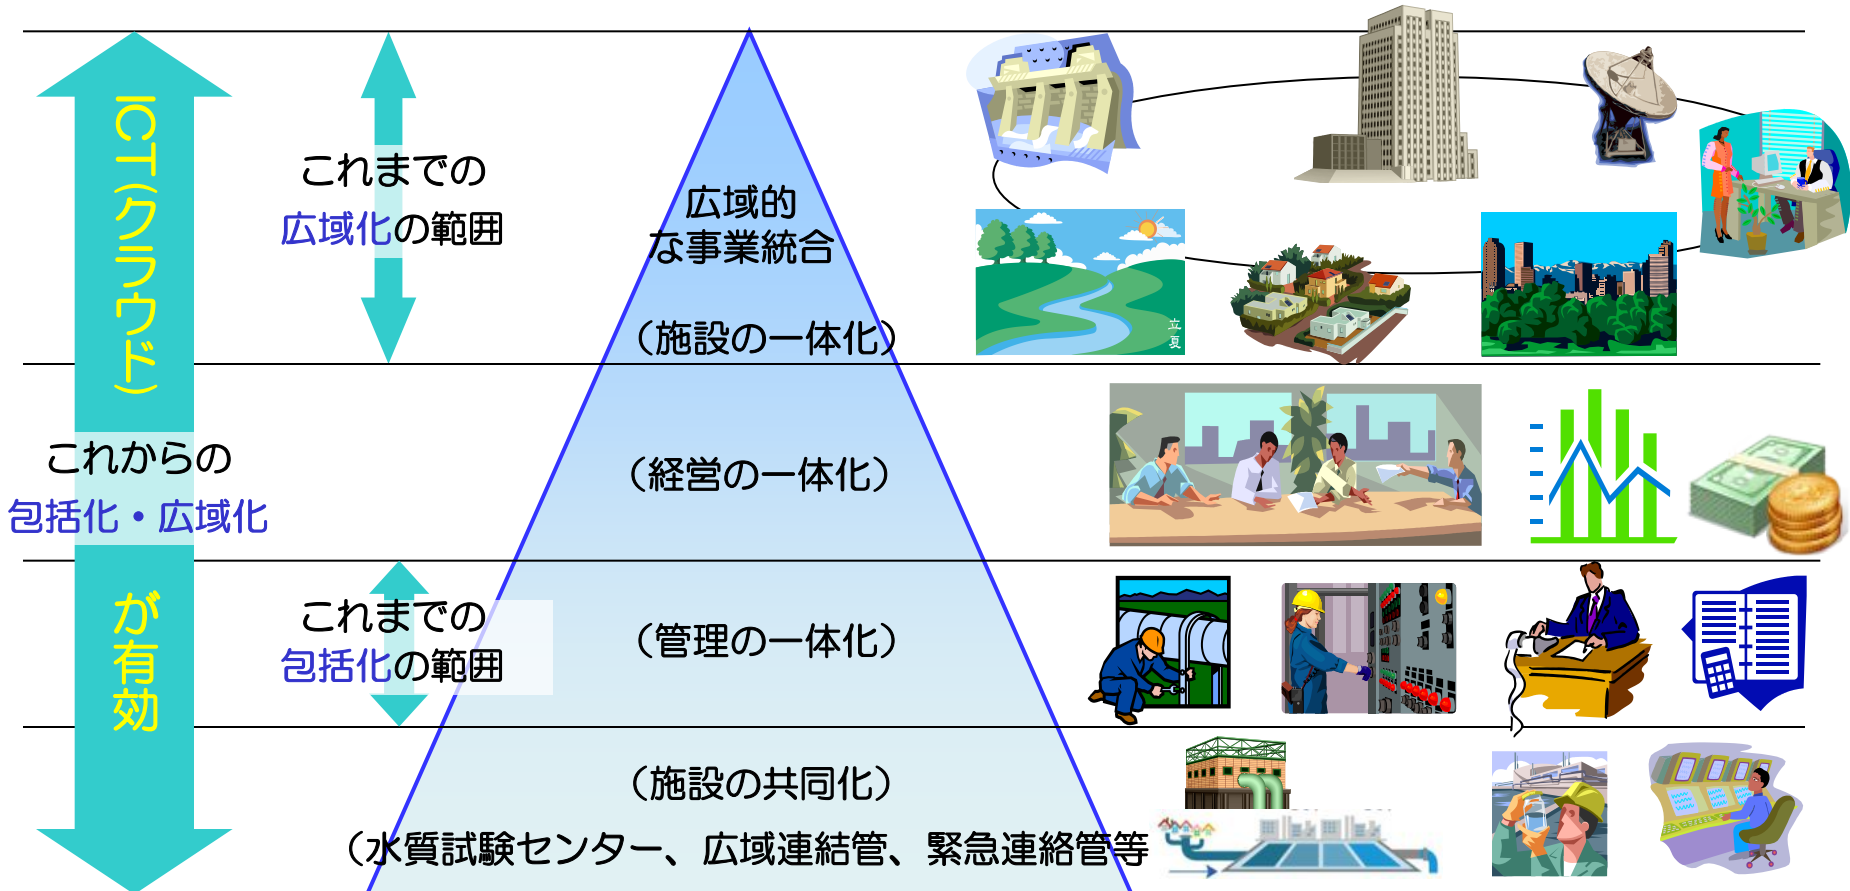 ICT(クラウド)
が有効
これからの
包括化・広域化
これまでの
広域化の範囲
これまでの
包括化の範囲
広域的
な事業統合
(施設の一体化)
(経営の一体化)
(管理の一体化)
(施設の共同化)
(水質試験センター、広域連結管、緊急連絡管等